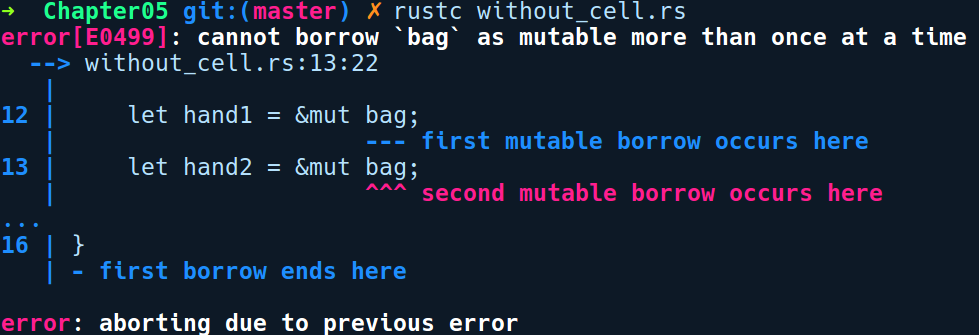 →  Chapter05 git:(master) ✗ rustc without_cell.rs
error[E0499]: cannot borrow `bag` as mutable more than once at a time
  --> without_cell.rs:13:22
   |
12 |     let hand1 = &mut bag;
   |                      --- first mutable borrow occurs here
13 |     let hand2 = &mut bag;
   |                      ^^^ second mutable borrow occurs here
...
16 | }
   | - first borrow ends here

error: aborting due to previous error